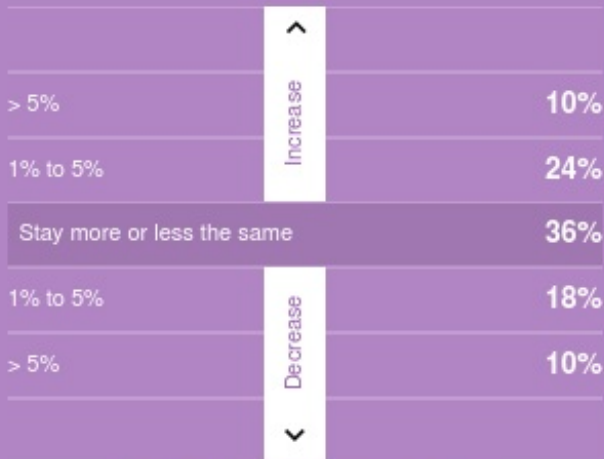 > 5%
10%
Increase
1% to 5%
24%
Stay more or less the same
36%
1% to 5%
18%
Decrease
> 5%
10%